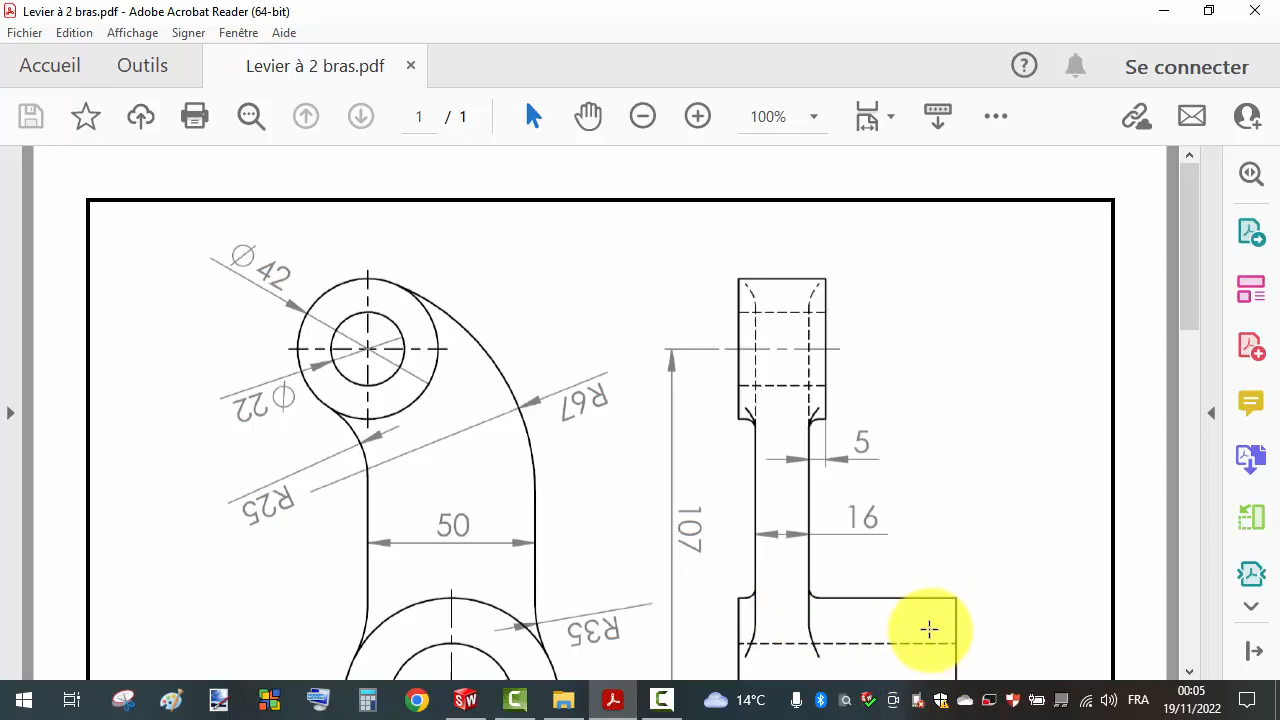 Levier à 2 bras.pdf - Adobe Acrobat Reader (64-bit)
Fichier Edition Affichage Signer Fenêtre Aide
Accueil Outils Levier à 2 bras.pdf × Se connecter
1 / 1 100%
Ø 42
Ø 22
R67
R25
5
107
16
50
R35
14°C FRA 00:05
19/11/2022